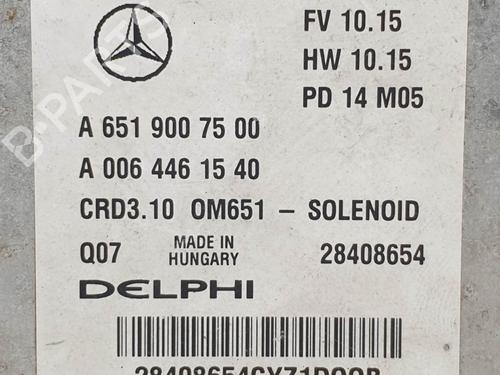 FV 10.15
HW 10.15
PD 14 M05
A 651 900 75 00
A 006 446 15 40
CRD3.10 OM651 – SOLENOID
Q07 MADE IN HUNGARY 28408654
DELPHI